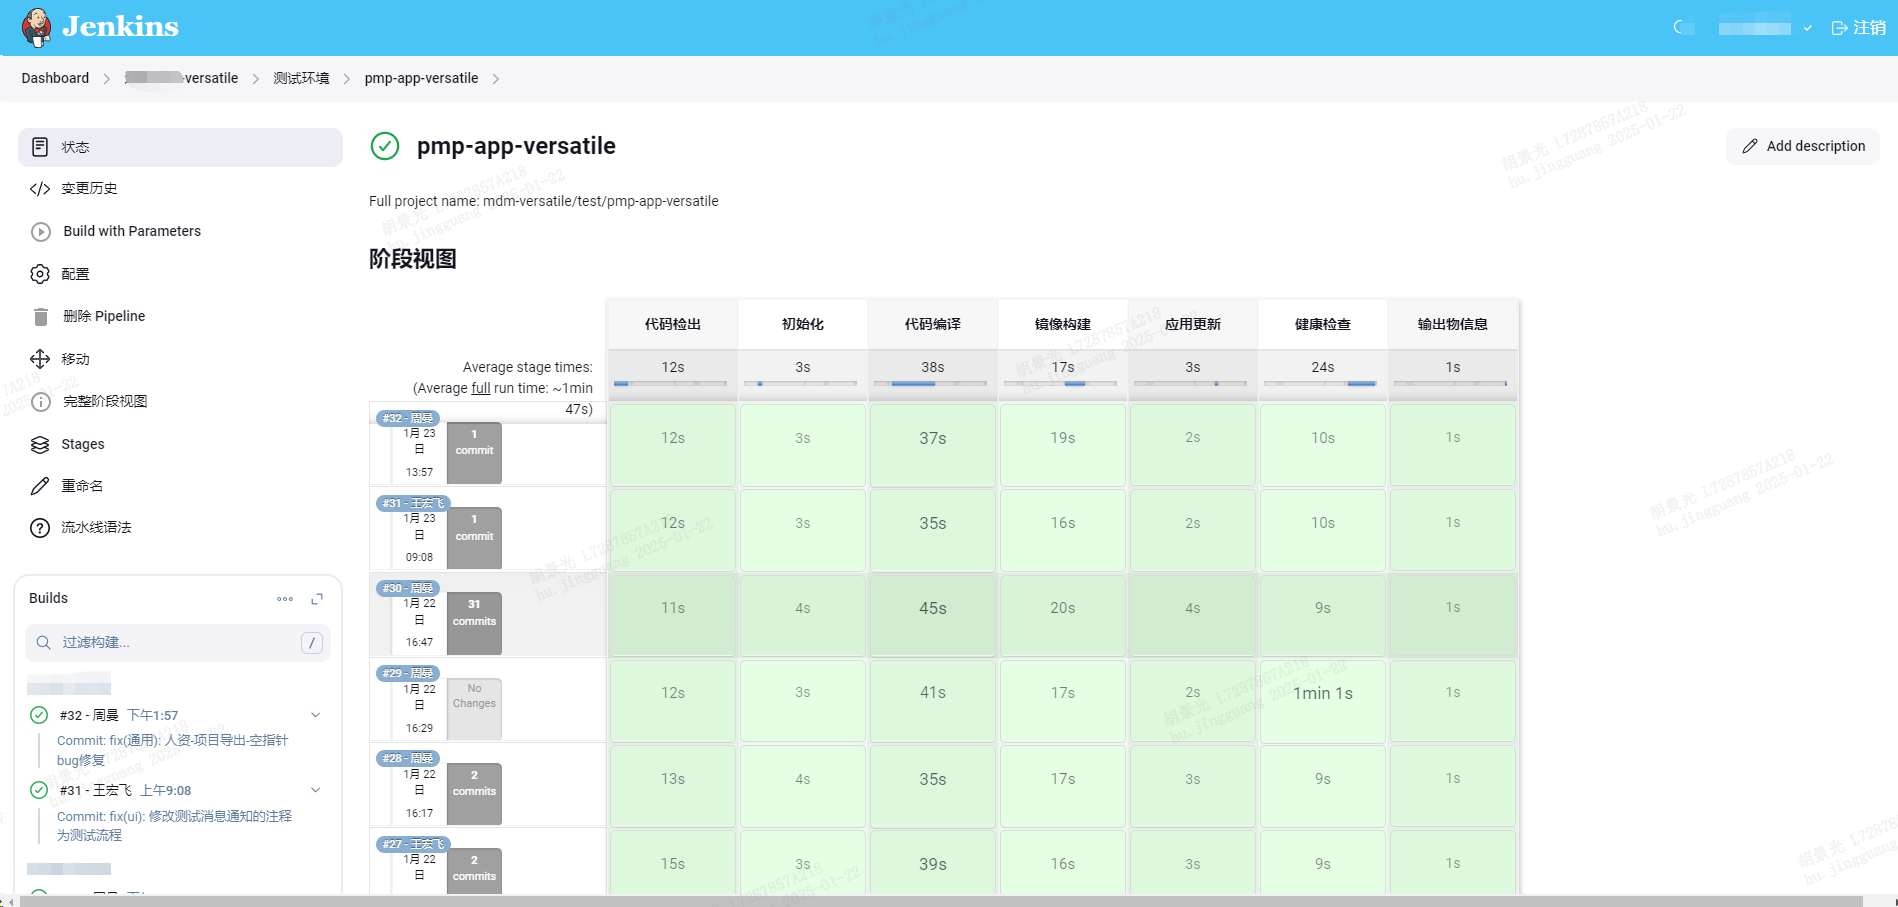 Jenkins
注销
Dashboard
-versatile
测试环境
pmp-app-versatile
状态
变更历史
Build with Parameters
配置
删除 Pipeline
移动
完整阶段视图
Stages
重命名
流水线语法
Builds
过滤构建...
/
#32 - 周曼 下午1:57
Commit: fix(通用): 人资-项目导出-空指针
bug修复
#31 - 王宏飞 上午9:08
Commit: fix(ui): 修改测试消息通知的注释
为测试流程
pmp-app-versatile
Add description
Full project name: mdm-versatile/test/pmp-app-versatile
阶段视图
代码检出 初始化 代码编译 镜像构建 应用更新 健康检查 输出物信息
Average stage times:
(Average full run time: ~1min
47s)
12s 3s 38s 17s 3s 24s 1s
#32 - 周曼
1月 23
日
13:57
1
commit
12s 3s 37s 19s 2s 10s 1s
#31 - 王宏飞
1月 23
日
09:08
1
commit
12s 3s 35s 16s 2s 10s 1s
#30 - 周曼
1月 22
日
16:47
31
commits
11s 4s 45s 20s 4s 9s 1s
#29 - 周曼
1月 22
日
16:29
No
Changes
12s 3s 41s 17s 2s 1min 1s 1s
#28 - 周曼
1月 22
日
16:17
2
commits
13s 4s 35s 17s 3s 9s 1s
#27 - 王宏飞
1月 22
日
2
commits
15s 3s 39s 16s 3s 9s 1s
胡景光 L7287857A218
hu.jingguang 2025-01-22